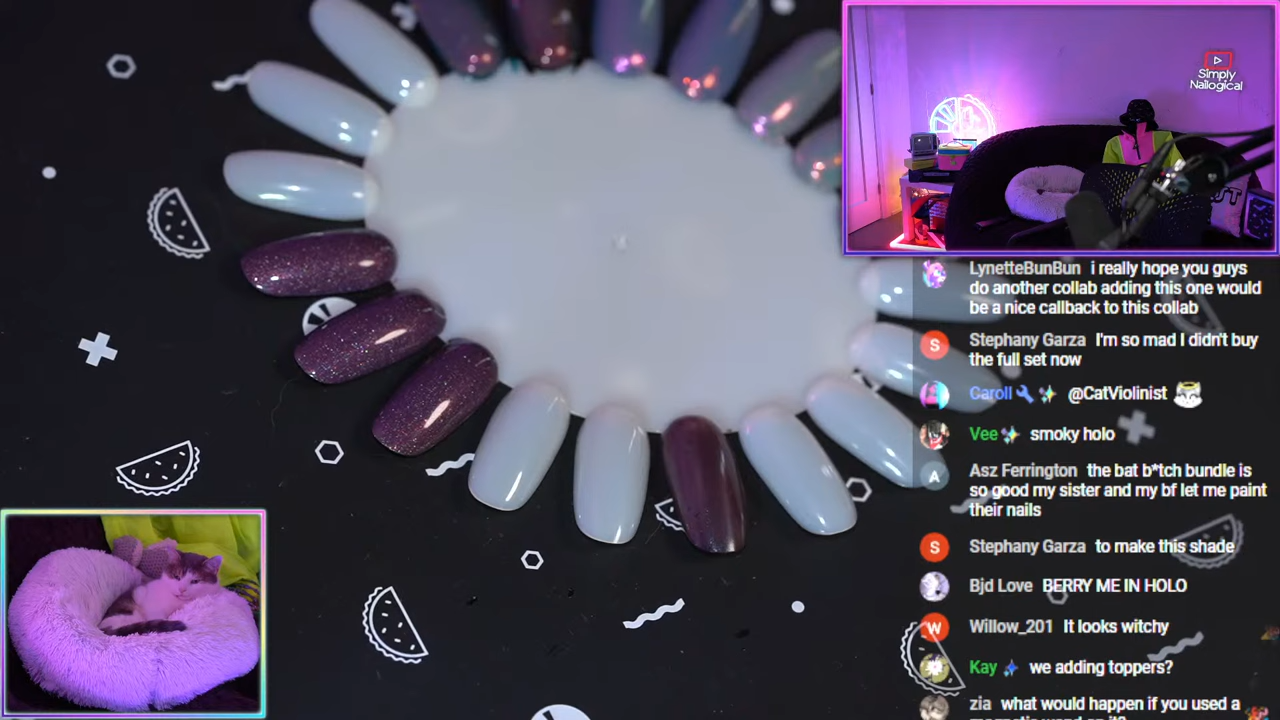 Simply
Nailogical
LynetteBunBun i really hope you guys
do another collab adding this one would
be a nice callback to this collab
Stephany Garza I'm so mad I didn't buy
the full set now
Caroll @CatViolinist
Vee smoky holo
Asz Ferrington the bat b*tch bundle is
so good my sister and my bf let me paint
their nails
Stephany Garza to make this shade
Bjd Love BERRY ME IN HOLO
Willow_201 It looks witchy
Kay we adding toppers?
zia what would happen if you used a